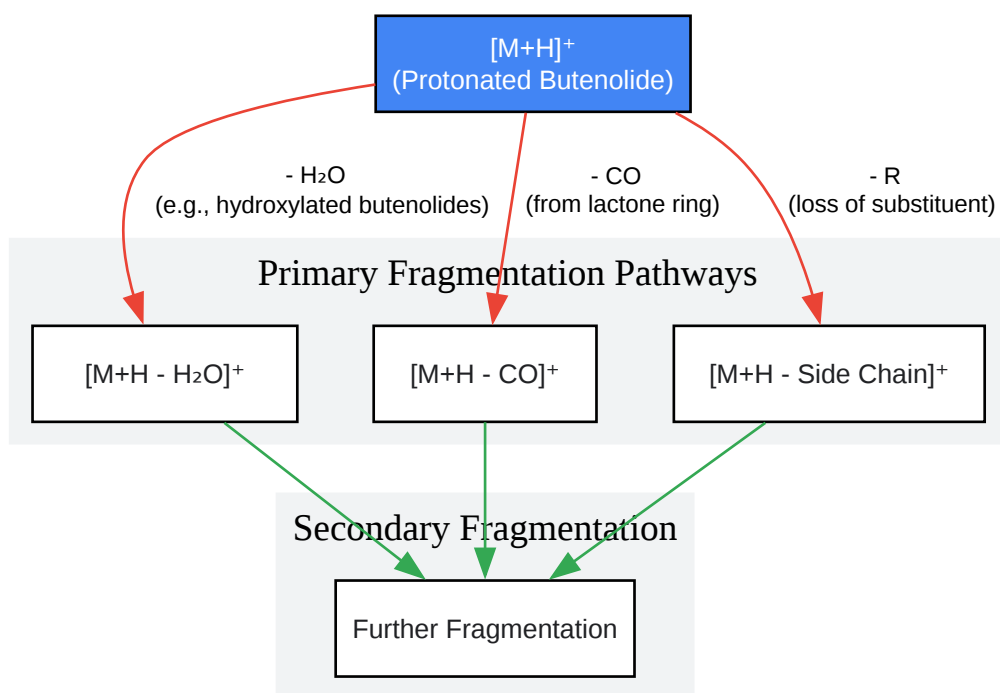 [M+H]⁺
(Protonated Butenolide)
- H₂O
(e.g., hydroxylated butenolides)
- CO
(from lactone ring)
- R
(loss of substituent)
Primary Fragmentation Pathways
[M+H - H₂O]⁺
[M+H - CO]⁺
[M+H - Side Chain]⁺
Secondary Fragmentation
Further Fragmentation